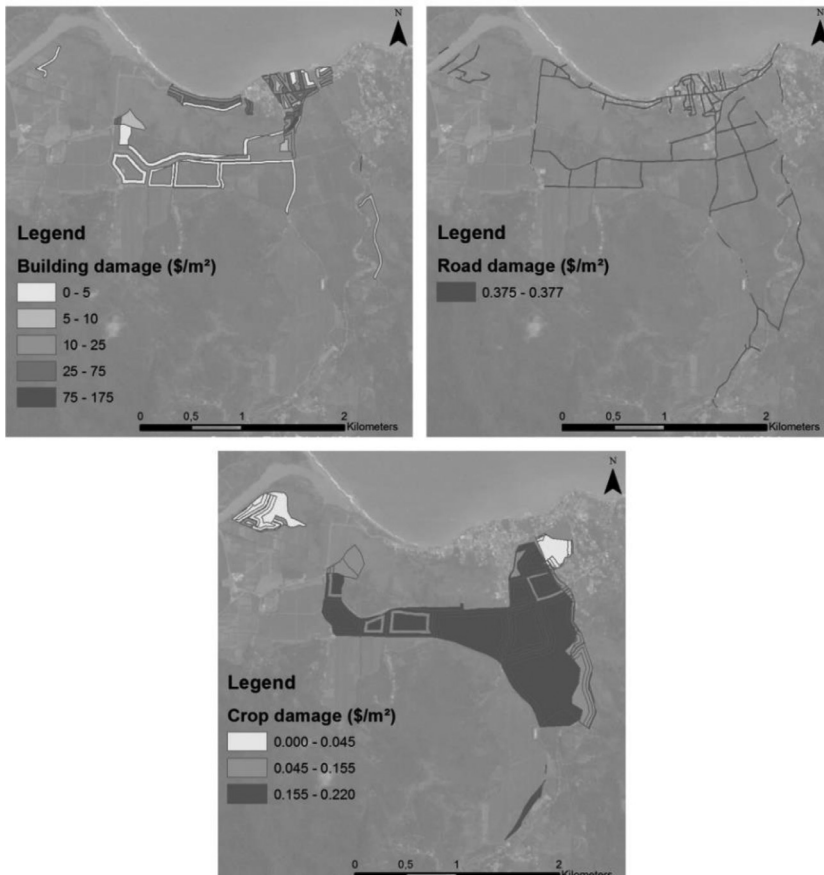 N
Legend
Building damage ($/m²)
0 - 5
5 - 10
10 - 25
25 - 75
75 - 175
0 0,5 1 2
Kilometers
N
Legend
Road damage ($/m²)
0.375 - 0.377
0 0,5 1 2
Kilometers
N
Legend
Crop damage ($/m²)
0.000 - 0.045
0.045 - 0.155
0.155 - 0.220
0 0,5 1 2
Kilometers